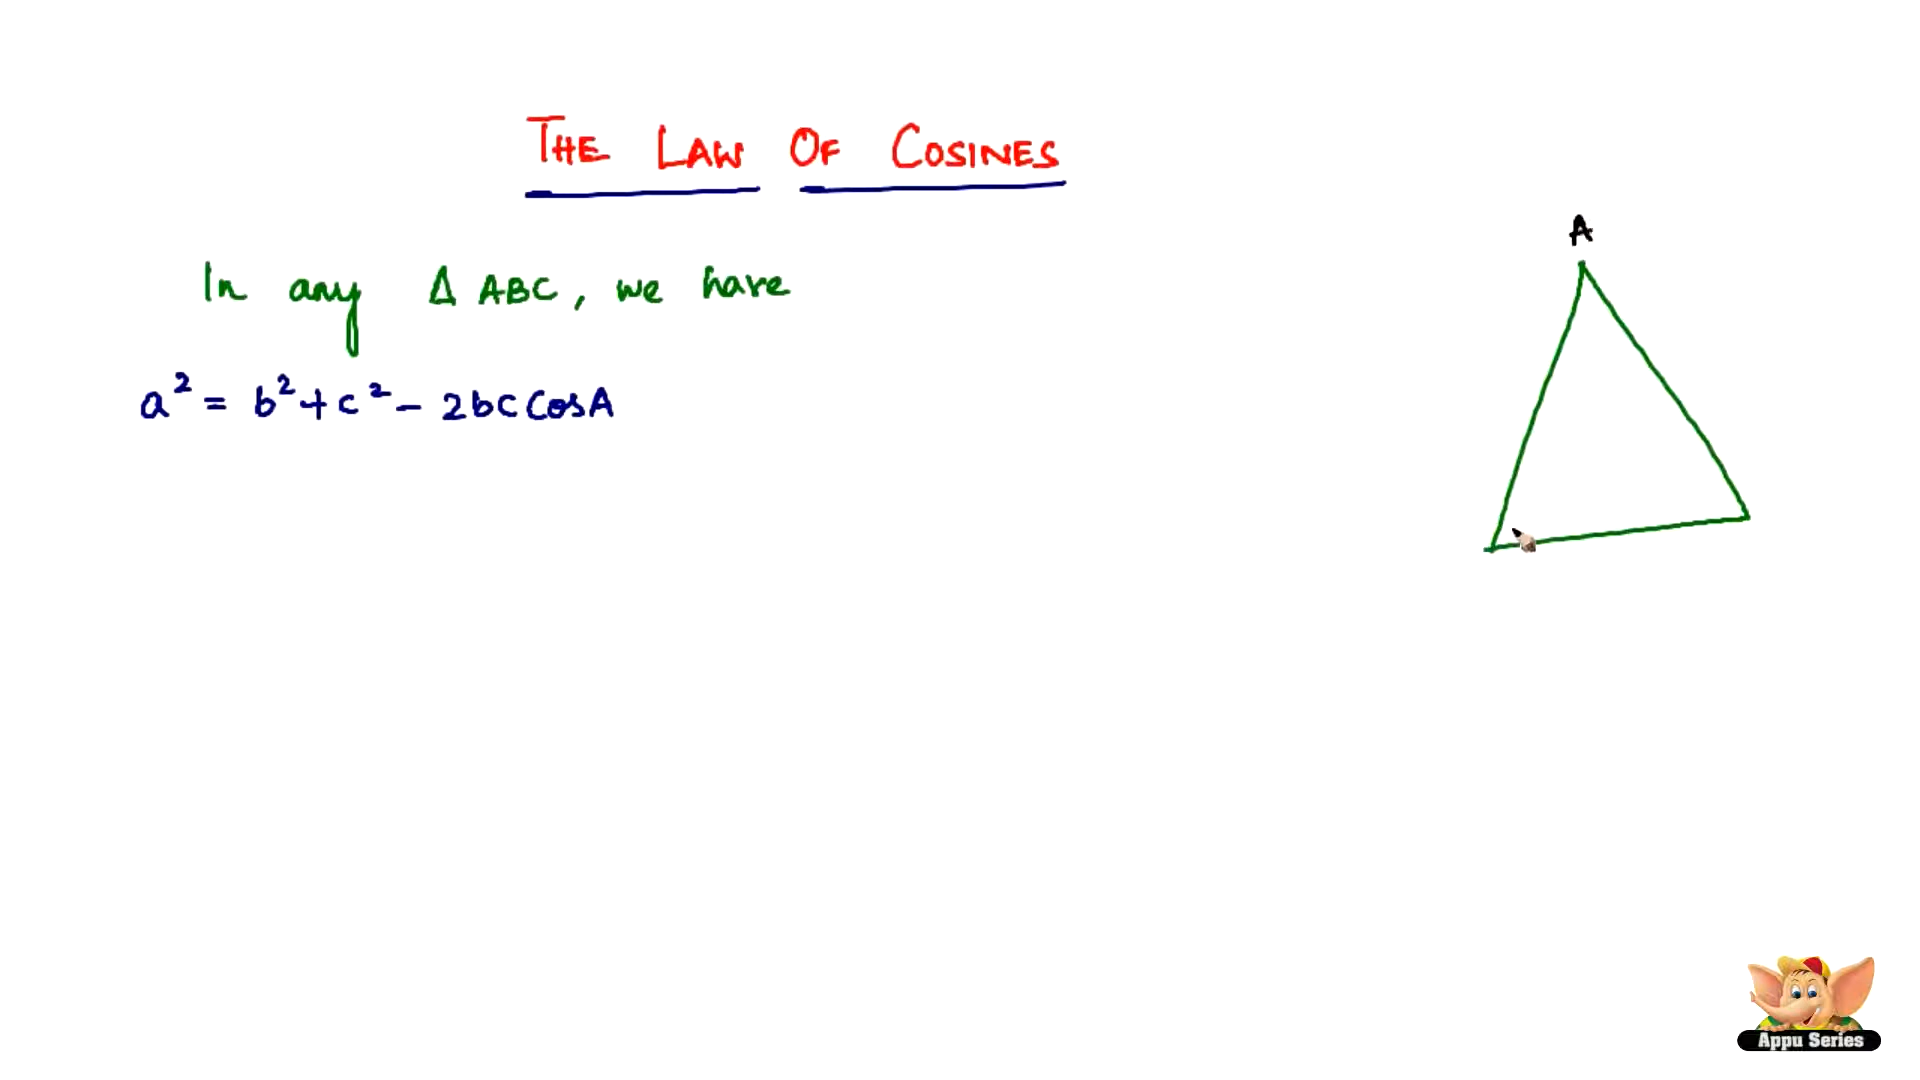 THE LAW OF COSINES
In any Δ ABC, we have
a² = b² + c² - 2bc CosA
A
Appu Series